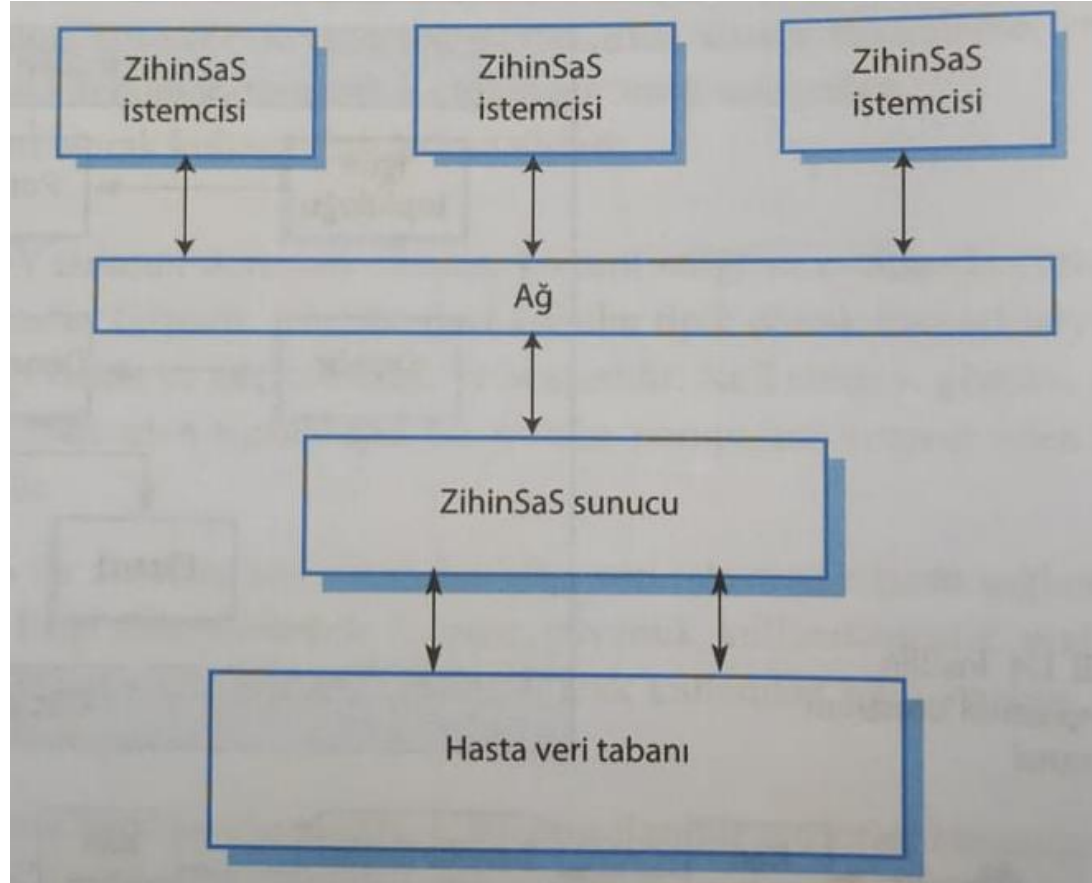 ZihinSaS
istemcisi
ZihinSaS
istemcisi
ZihinSaS
istemcisi
Ağ
ZihinSaS sunucu
Hasta veri tabanı